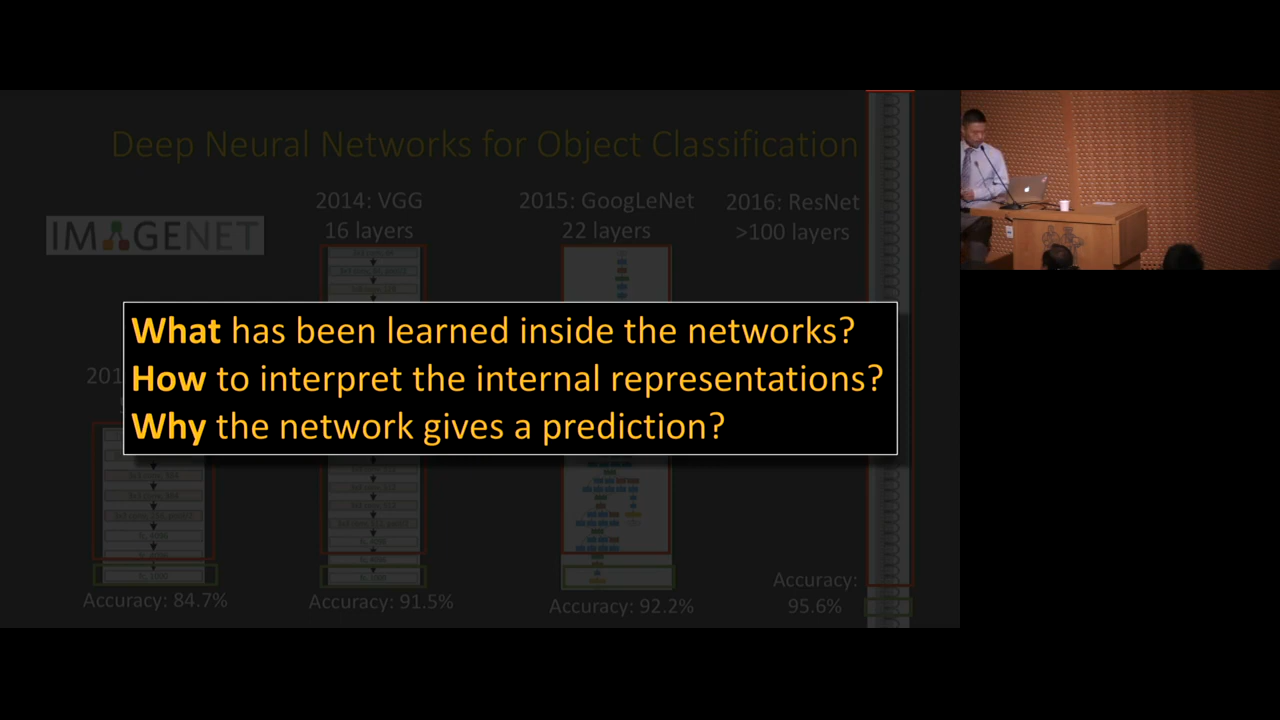 Deep Neural Networks for Object Classification
IMAGENET
2014: VGG
16 layers
2015: GoogLeNet
22 layers
2016: ResNet
>100 layers
What has been learned inside the networks?
How to interpret the internal representations?
Why the network gives a prediction?
201
Accuracy: 84.7%
Accuracy: 91.5%
Accuracy: 92.2%
Accuracy:
95.6%